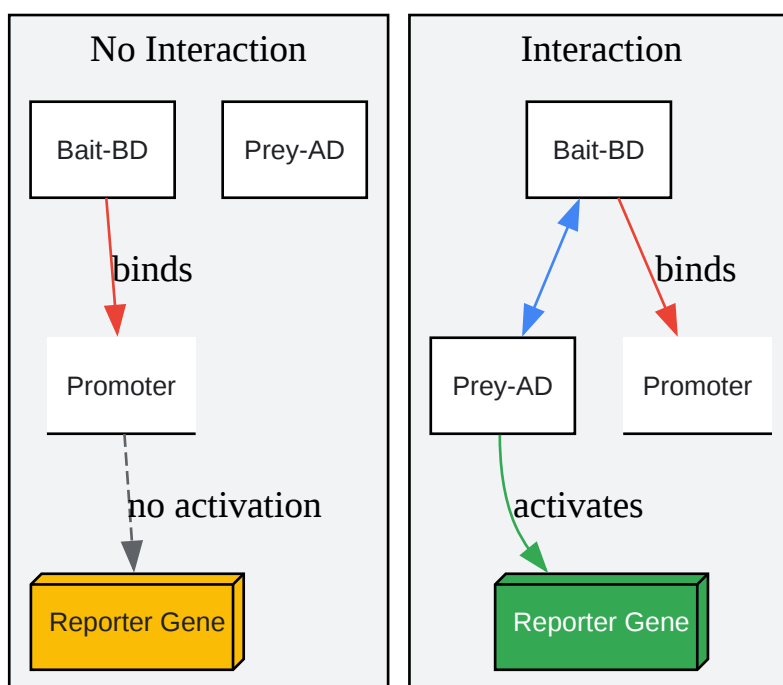 No Interaction
Bait-BD
Prey-AD
binds
Promoter
no activation
Reporter Gene
Interaction
Bait-BD
binds
Prey-AD
Promoter
activates
Reporter Gene